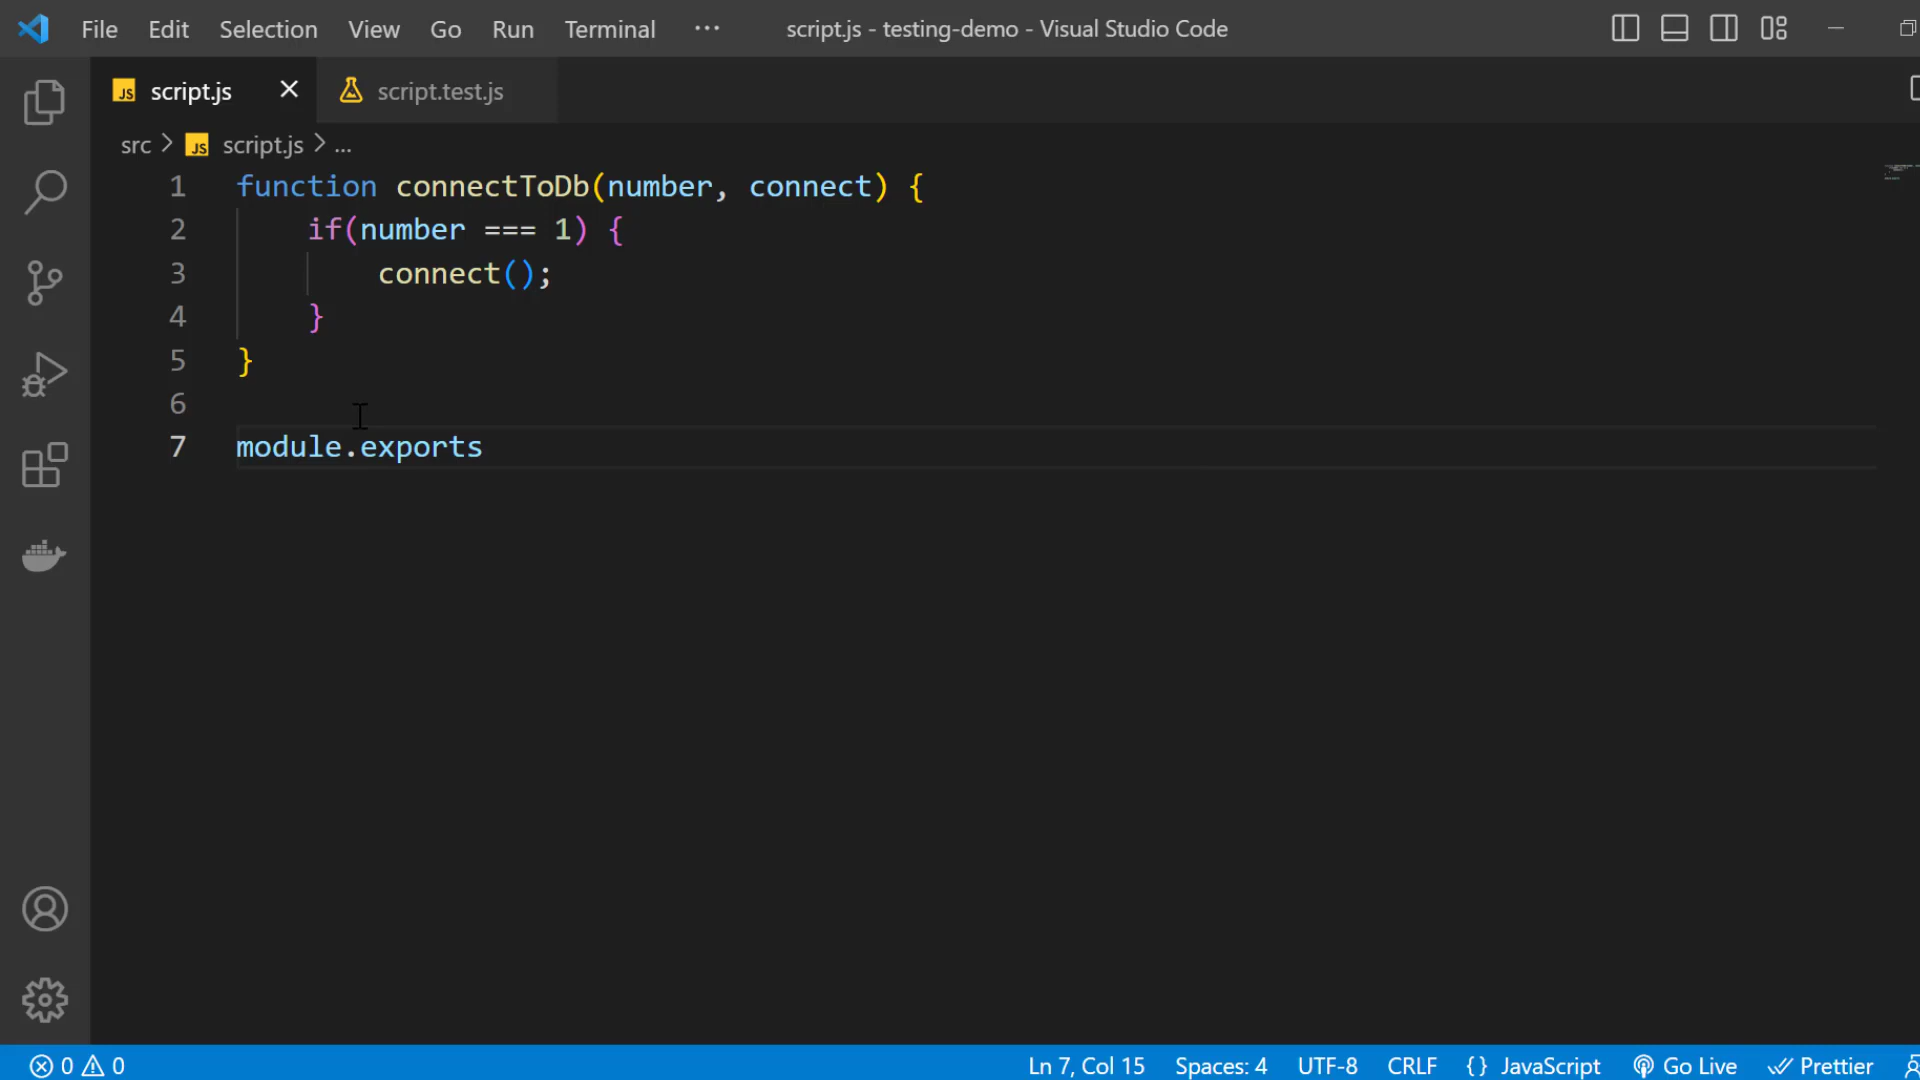 File Edit Selection View Go Run Terminal ··· script.js - testing-demo - Visual Studio Code
JS script.js script.test.js
src > JS script.js > ...
1 function connectToDb(number, connect) {
2     if(number === 1) {
3         connect();
4     }
5 }
6
7 module.exports
0 0 Ln 7, Col 15 Spaces: 4 UTF-8 CRLF {} JavaScript Go Live Prettier